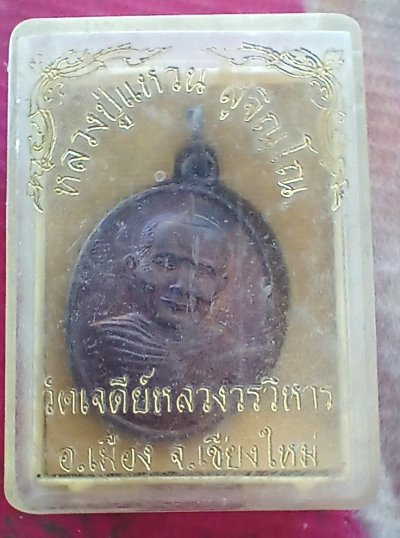 หลวงปู่แหวน สุจิณฺโณ
วัดเจดีย์หลวงวรวิหาร
อ.เมือง จ.เชียงใหม่